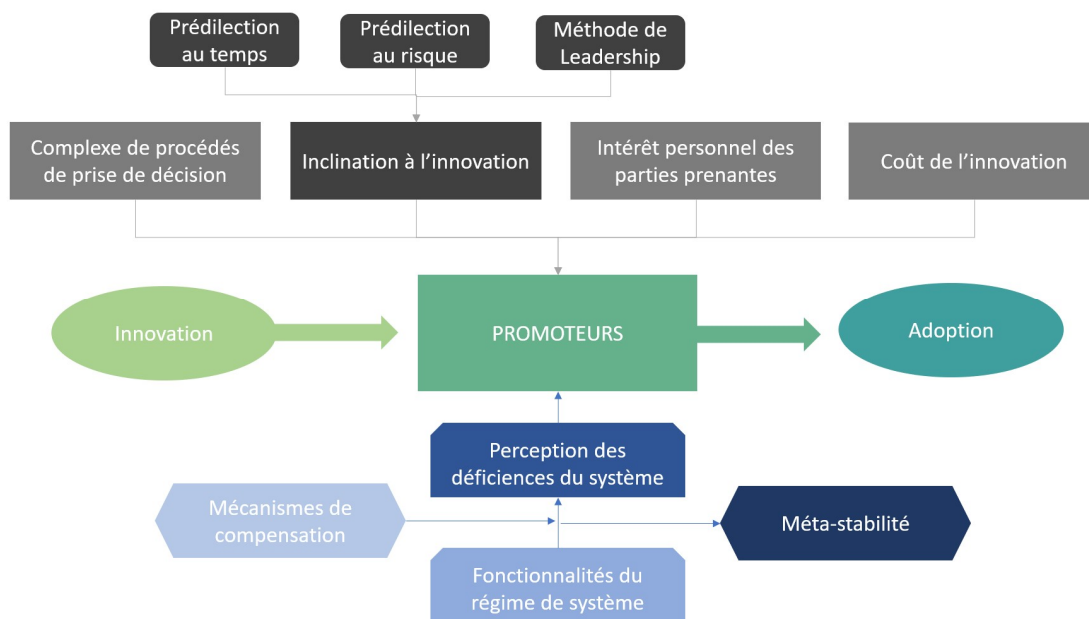 Prédilection
au temps
Prédilection
au risque
Méthode de
Leadership
Complexe de procédés
de prise de décision
Inclination à l'innovation
Intérêt personnel des
parties prenantes
Coût de l'innovation
Innovation
PROMOTEURS
Adoption
Perception des
déficiences du système
Mécanismes de
compensation
Méta-stabilité
Fonctionnalités du
régime de système